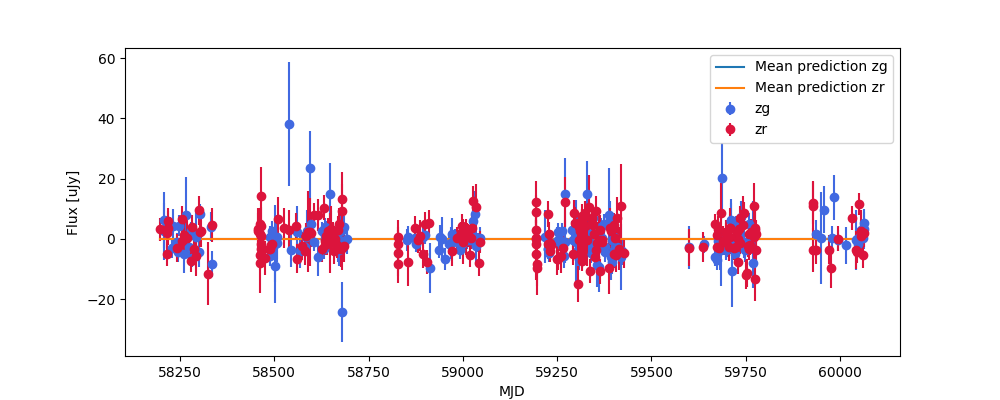 60
40
20
0
−20
Flux [uJy]
58250 58500 58750 59000 59250 59500 59750 60000
MJD
Mean prediction zg
Mean prediction zr
zg
zr